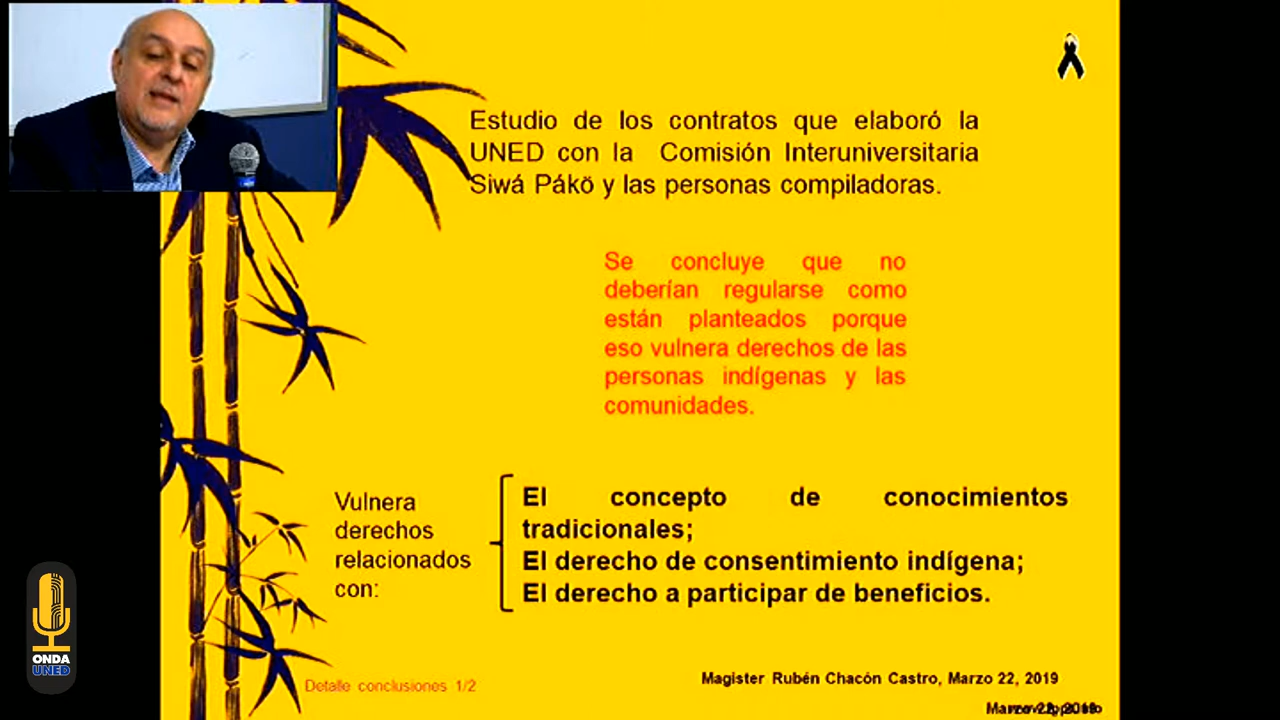 Estudio de los contratos que elaboró la
UNED con la Comisión Interuniversitaria
Siwá Pákö y las personas compiladoras.
Se concluye que no
deberían regularse como
están planteados porque
eso vulnera derechos de las
personas indígenas y las
comunidades.
Vulnera
derechos
relacionados
con:
El concepto de conocimientos
tradicionales;
El derecho de consentimiento indígena;
El derecho a participar de beneficios.
ONDA
UNED
Detalle conclusiones 1/2
Magister Rubén Chacón Castro, Marzo 22, 2019